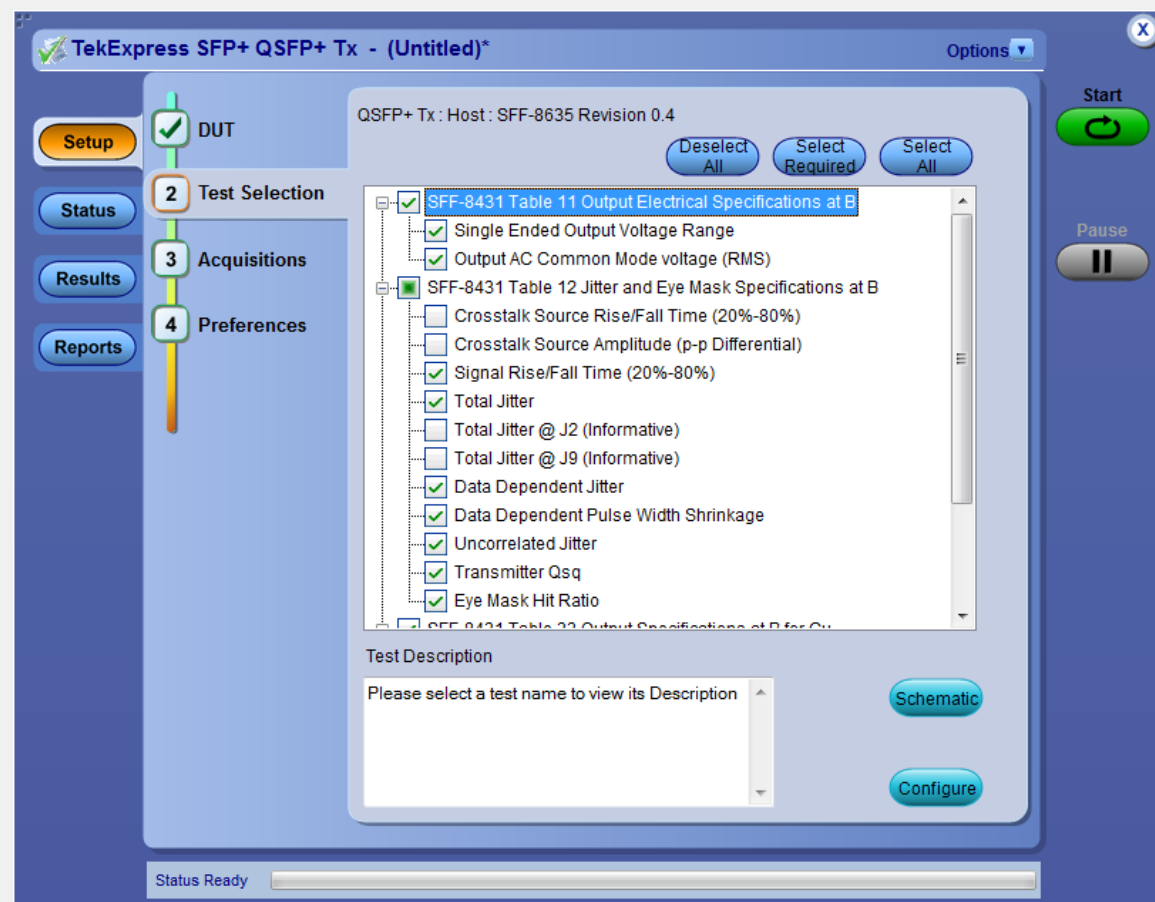 TekExpress SFP+ QSFP+ Tx - (Untitled)*
Options
X
Start
Pause
Setup
Status
Results
Reports
DUT
2 Test Selection
3 Acquisitions
4 Preferences
QSFP+ Tx : Host : SFF-8635 Revision 0.4
Deselect All
Select Required
Select All
SFF-8431 Table 11 Output Electrical Specifications at B
Single Ended Output Voltage Range
Output AC Common Mode voltage (RMS)
SFF-8431 Table 12 Jitter and Eye Mask Specifications at B
Crosstalk Source Rise/Fall Time (20%-80%)
Crosstalk Source Amplitude (p-p Differential)
Signal Rise/Fall Time (20%-80%)
Total Jitter
Total Jitter @ J2 (Informative)
Total Jitter @ J9 (Informative)
Data Dependent Jitter
Data Dependent Pulse Width Shrinkage
Uncorrelated Jitter
Transmitter Qsq
Eye Mask Hit Ratio
Output Specifications at B for Cu
Test Description
Please select a test name to view its Description
Schematic
Configure
Status Ready